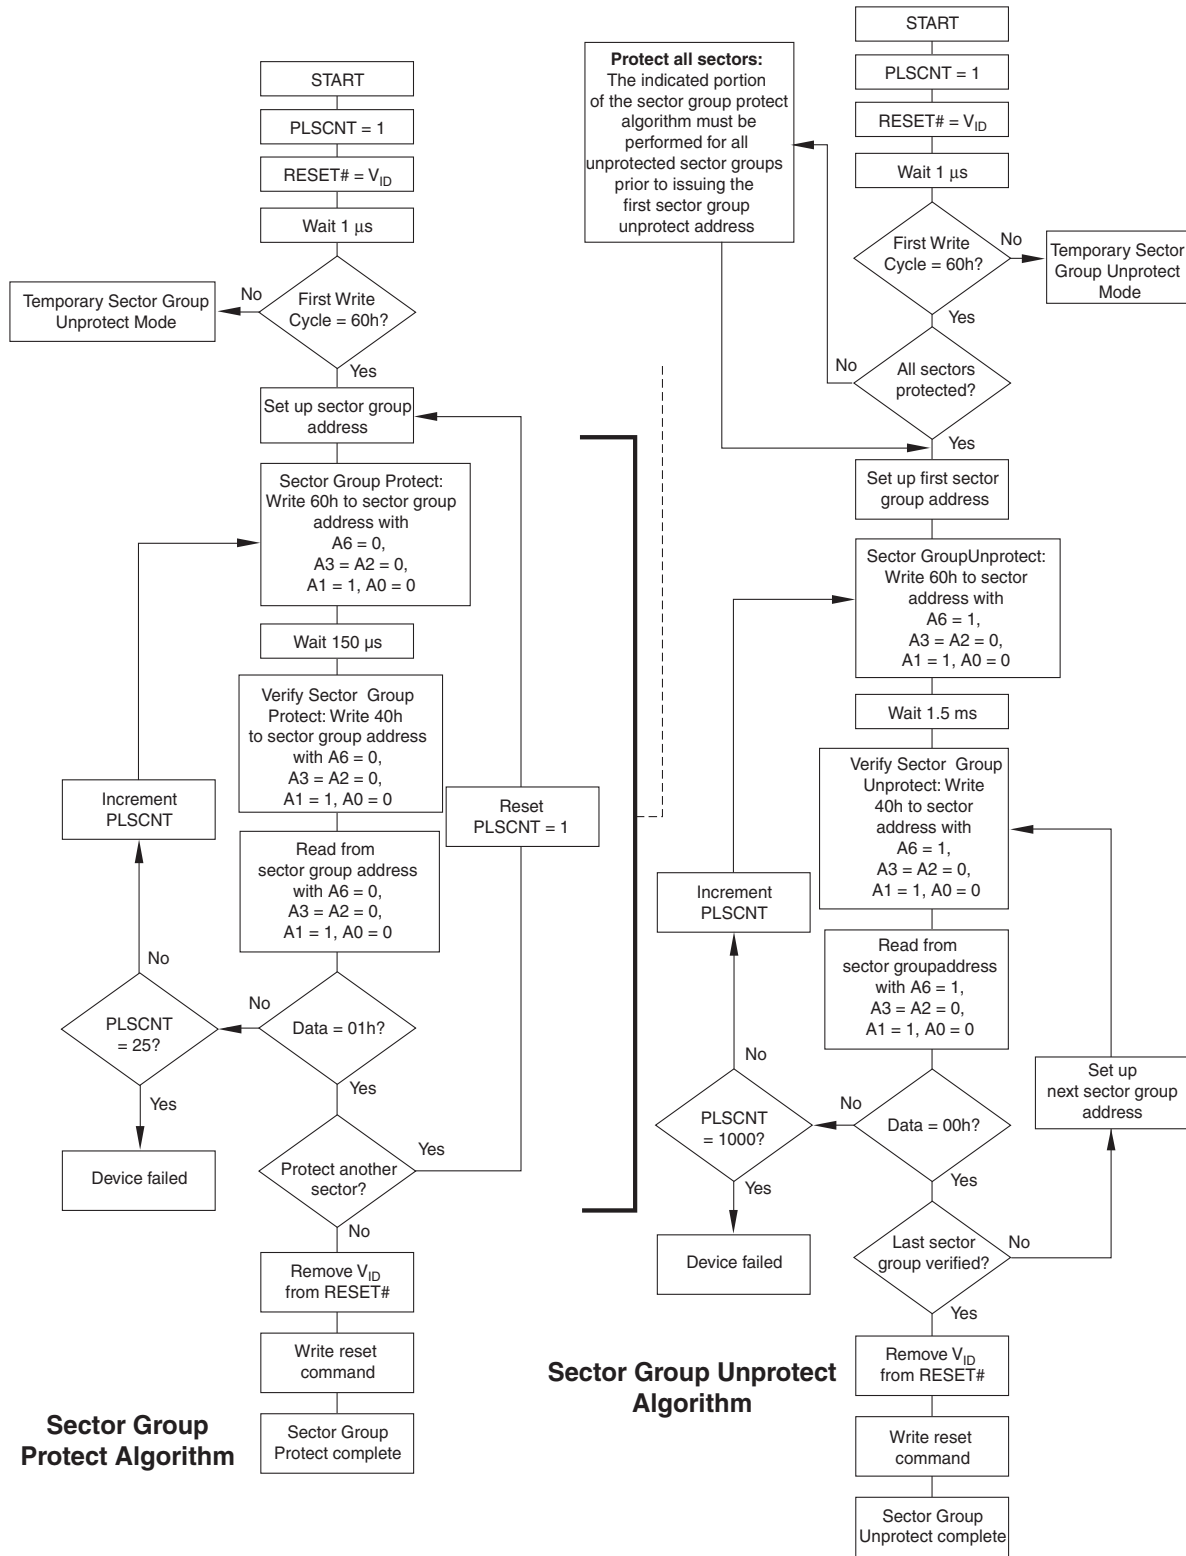 START
PLSCNT = 1
RESET# = VID
Wait 1 μs
First Write
Cycle = 60h?
No
Temporary Sector Group
Unprotect Mode
Yes
Set up sector group
address
Sector Group Protect:
Write 60h to sector group
address with
A6 = 0,
A3 = A2 = 0,
A1 = 1, A0 = 0
Wait 150 µs
Verify Sector Group
Protect: Write 40h
to sector group address
with A6 = 0,
A3 = A2 = 0,
A1 = 1, A0 = 0
Increment
PLSCNT
Reset
PLSCNT = 1
Read from
sector group address
with A6 = 0,
A3 = A2 = 0,
A1 = 1, A0 = 0
No
No
PLSCNT
= 25?
Data = 01h?
Yes
Yes
Device failed
Protect another
sector?
Yes
No
Remove VID
from RESET#
Write reset
command
Sector Group
Protect complete
Sector Group
Protect Algorithm
Protect all sectors:
The indicated portion
of the sector group protect
algorithm must be
performed for all
unprotected sector groups
prior to issuing the
first sector group
unprotect address
START
PLSCNT = 1
RESET# = VID
Wait 1 μs
First Write
Cycle = 60h?
No
Temporary Sector
Group Unprotect
Mode
Yes
No
All sectors
protected?
Yes
Set up first sector
group address
Sector GroupUnprotect:
Write 60h to sector
address with
A6 = 1,
A3 = A2 = 0,
A1 = 1, A0 = 0
Wait 1.5 ms
Verify Sector Group
Unprotect: Write
40h to sector
address with
A6 = 1,
A3 = A2 = 0,
A1 = 1, A0 = 0
Increment
PLSCNT
Read from
sector groupaddress
with A6 = 1,
A3 = A2 = 0,
A1 = 1, A0 = 0
No
No
PLSCNT
= 1000?
Data = 00h?
Set up
next sector group
address
Yes
Yes
Device failed
Last sector
group verified?
No
Yes
Remove VID
from RESET#
Write reset
command
Sector Group
Unprotect complete
Sector Group Unprotect
Algorithm